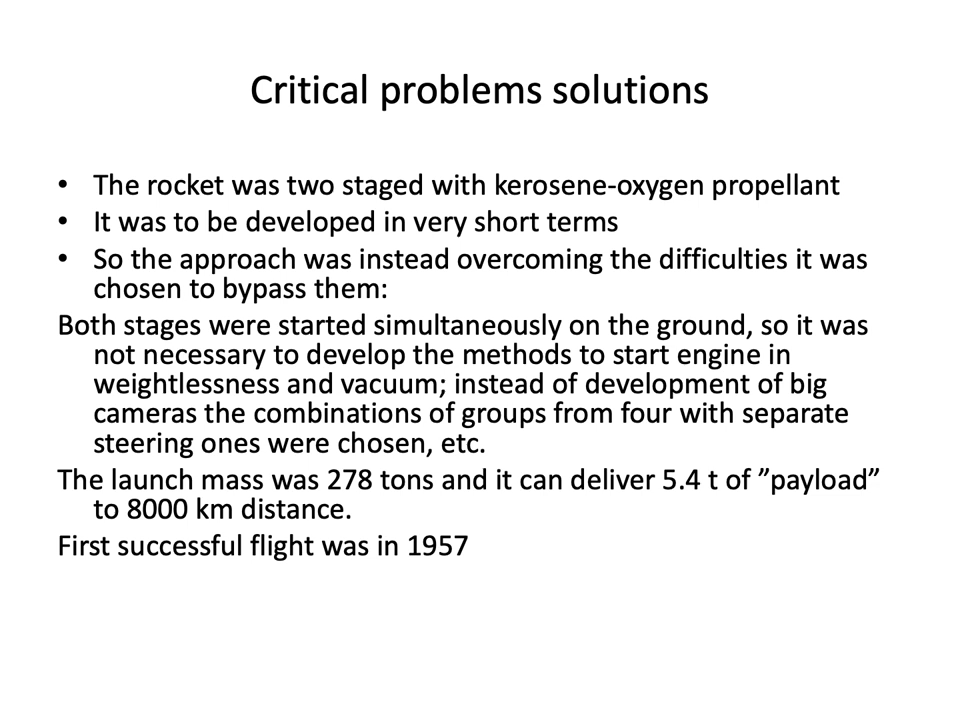 Critical problems solutions
• The rocket was two staged with kerosene-oxygen propellant
• It was to be developed in very short terms
• So the approach was instead overcoming the difficulties it was
chosen to bypass them:
Both stages were started simultaneously on the ground, so it was
not necessary to develop the methods to start engine in
weightlessness and vacuum; instead of development of big
cameras the combinations of groups from four with separate
steering ones were chosen, etc.
The launch mass was 278 tons and it can deliver 5.4 t of ”payload”
to 8000 km distance.
First successful flight was in 1957